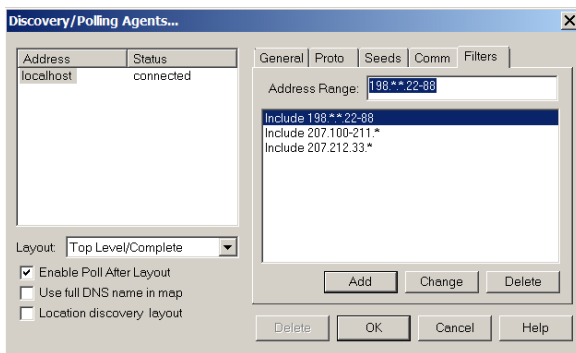 Discovery/Polling Agents...
Address Status
localhost connected
Layout: Top Level/Complete
Enable Poll After Layout
Use full DNS name in map
Location discovery layout
General Proto Seeds Comm Filters
Address Range: 198.*.*.22-88
Include 198.*.*.22-88
Include 207.100-211.*
Include 207.212.33.*
Add Change Delete
Delete OK Cancel Help